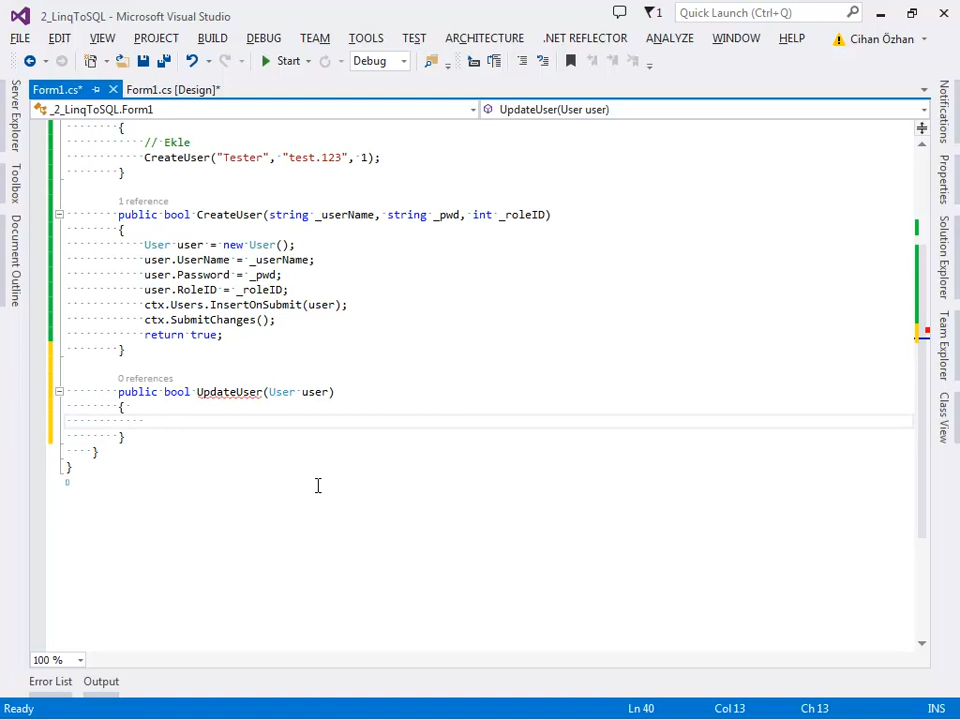 2_LinqToSQL - Microsoft Visual Studio
1
Quick Launch (Ctrl+Q)
FILE EDIT VIEW PROJECT BUILD DEBUG TEAM TOOLS TEST ARCHITECTURE .NET REFLECTOR ANALYZE WINDOW HELP Cihan Özhan
Start Debug
Form1.cs* Form1.cs [Design]*
_2_LinqToSQL.Form1 UpdateUser(User user)
Server Explorer
Toolbox
Document Outline
{
// Ekle
CreateUser("Tester", "test.123", 1);
}
1 reference
public bool CreateUser(string _userName, string _pwd, int _roleID)
{
User user = new User();
user.UserName = _userName;
user.Password = _pwd;
user.RoleID = _roleID;
ctx.Users.InsertOnSubmit(user);
ctx.SubmitChanges();
return true;
}
0 references
public bool UpdateUser(User user)
{
}
}
}
Notifications
Properties
Solution Explorer
Team Explorer
Class View
100 %
Error List Output
Ready Ln 40 Col 13 Ch 13 INS